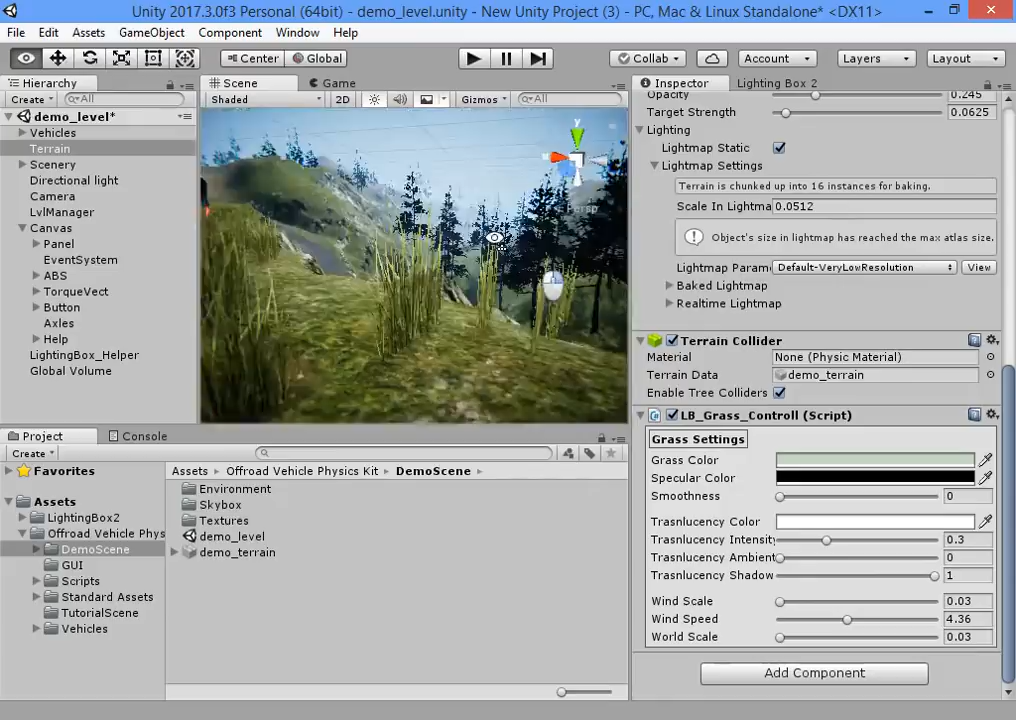 Unity 2017.3.0f3 Personal (64bit) - demo_level.unity - New Unity Project (3) - PC, Mac & Linux Standalone* <DX11>
File Edit Assets GameObject Component Window Help
Center Global Collab Account Layers Layout
Hierarchy
Create All
demo_level*
Vehicles
Terrain
Scenery
Directional light
Camera
LvlManager
Canvas
Panel
EventSystem
ABS
TorqueVect
Button
Axles
Help
LightingBox_Helper
Global Volume
Scene Game
Shaded 2D Gizmos All
y
Persp
Inspector Lighting Box 2
Opacity 0.245
Target Strength 0.0625
Lighting
Lightmap Static
Lightmap Settings
Terrain is chunked up into 16 instances for baking.
Scale In Lightma 0.0512
Object's size in lightmap has reached the max atlas size.
Lightmap Param Default-VeryLowResolution View
Baked Lightmap
Realtime Lightmap
Terrain Collider
Material None (Physic Material)
Terrain Data demo_terrain
Enable Tree Colliders
LB_Grass_Controll (Script)
Grass Settings
Grass Color
Specular Color
Smoothness 0
Trasnlucency Color
Trasnlucency Intensity 0.3
Trasnlucency Ambient 0
Trasnlucency Shadow 1
Wind Scale 0.03
Wind Speed 4.36
World Scale 0.03
Add Component
Project Console
Create
Favorites
Assets
LightingBox2
Offroad Vehicle Phys
DemoScene
GUI
Scripts
Standard Assets
TutorialScene
Vehicles
Assets Offroad Vehicle Physics Kit DemoScene
Environment
Skybox
Textures
demo_level
demo_terrain